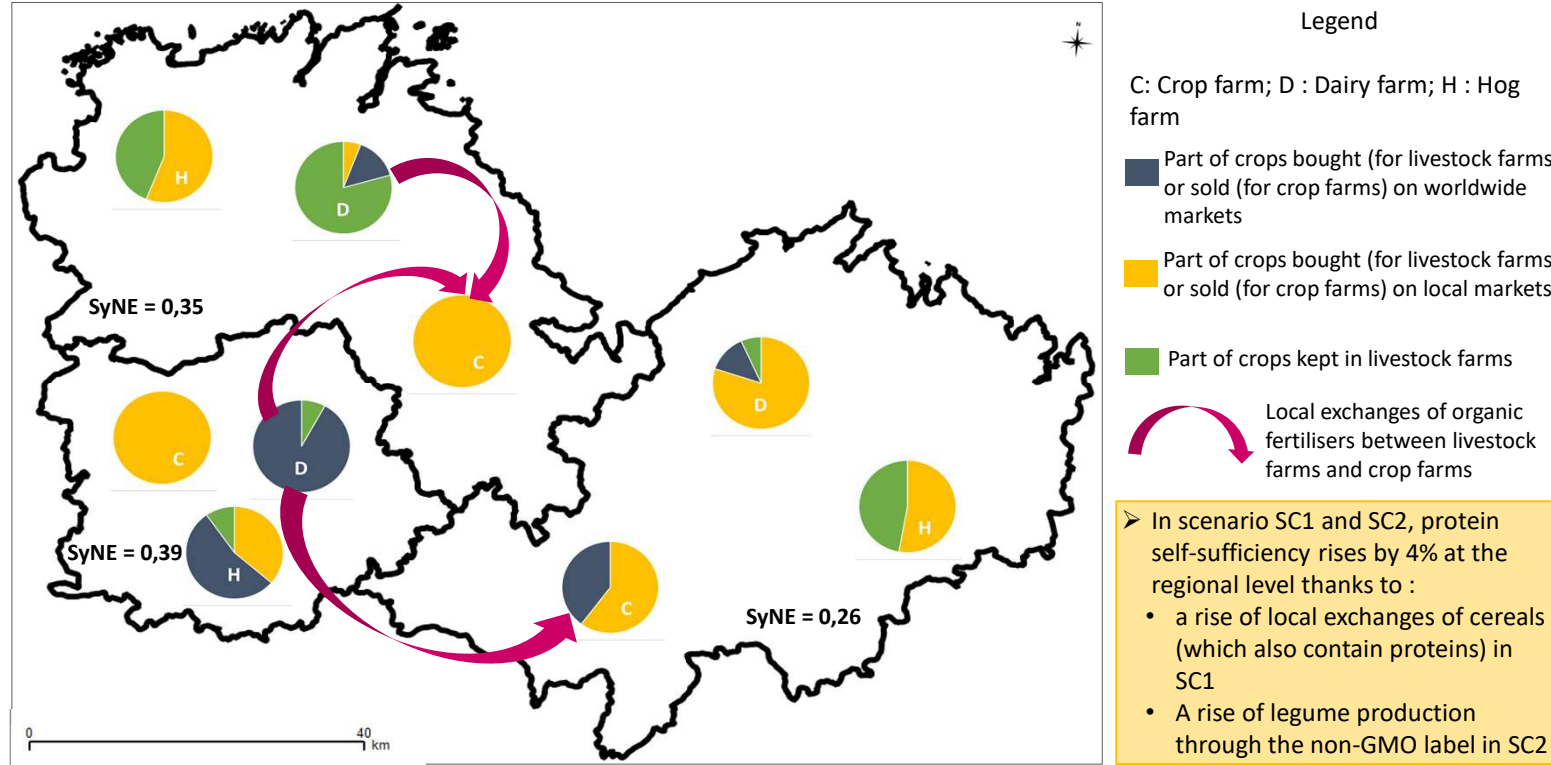 N
H
D
SyNE = 0,35
C
D
C
D
H
SyNE = 0,39
H
C
SyNE = 0,26
0
40
km
Legend
C: Crop farm; D : Dairy farm; H : Hog
farm
Part of crops bought (for livestock farms
or sold (for crop farms) on worldwide
markets
Part of crops bought (for livestock farms
or sold (for crop farms) on local markets
Part of crops kept in livestock farms
Local exchanges of organic
fertilisers between livestock
farms and crop farms
➢ In scenario SC1 and SC2, protein
self-sufficiency rises by 4% at the
regional level thanks to :
• a rise of local exchanges of cereals
(which also contain proteins) in
SC1
• A rise of legume production
through the non-GMO label in SC2